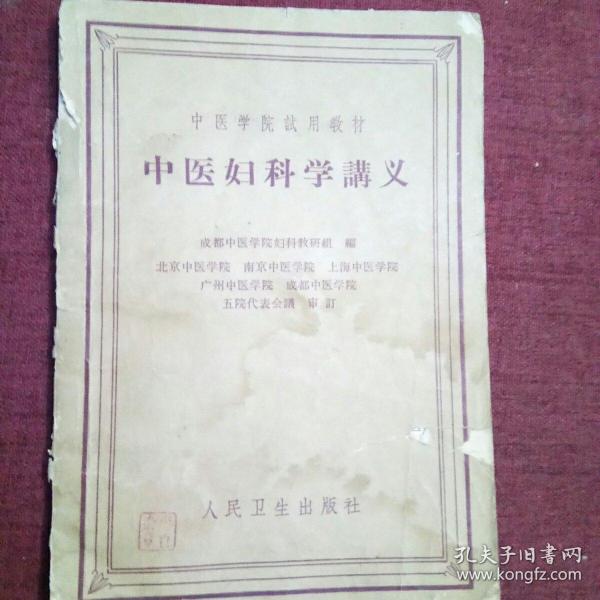 中医学院試用教材
中医妇科学講义
成都中医学院妇科教研組 編
北京中医学院 南京中医学院 上海中医学院
广州中医学院 成都中医学院
五院代表会議 审訂
人民卫生出版社
孔夫子旧书网
www.kongfz.com